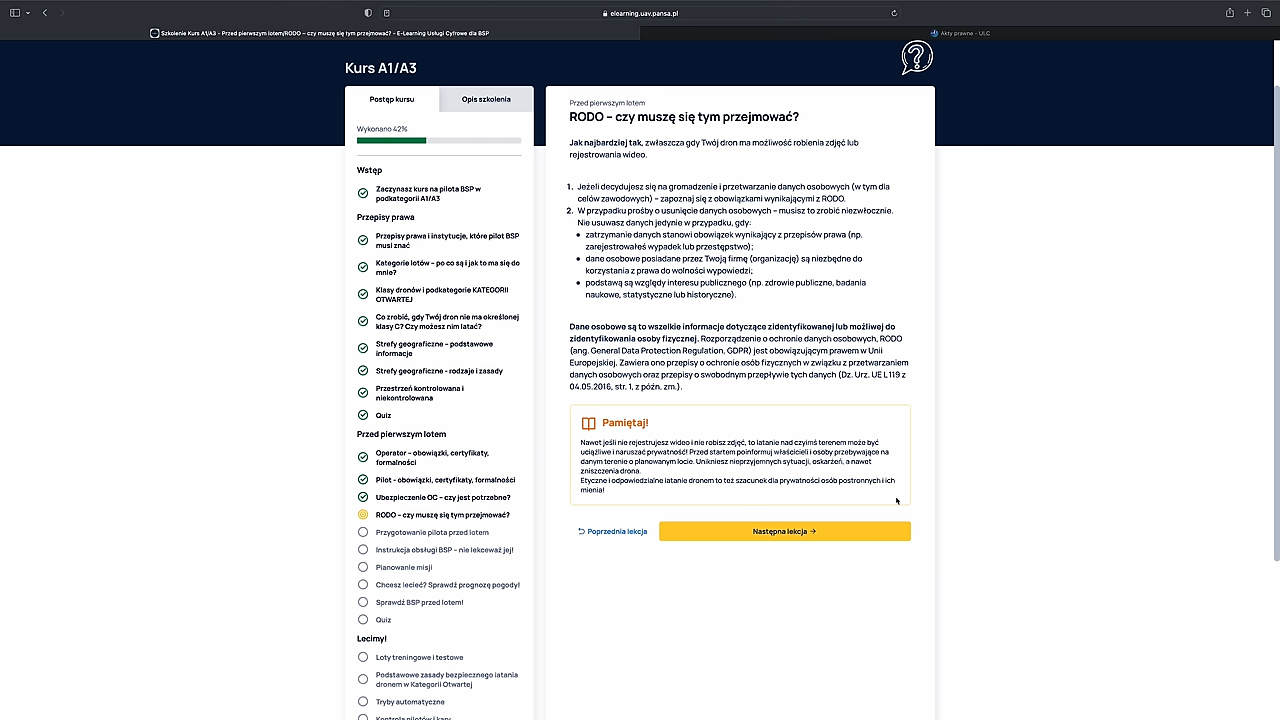 elearning.uav.pansa.pl
Szkolenie Kurs A1/A3 - Przed pierwszym lotem/RODO – czy muszę się tym przejmować? - E-Learning Usługi Cyfrowe dla BSP
Akty prawne – ULC
Kurs A1/A3
Postęp kursu
Opis szkolenia
Wykonano 42%
Wstęp
Zaczynasz kurs na pilota BSP w
podkategorii A1/A3
Przepisy prawa
Przepisy prawa i instytucje, które pilot BSP
musi znać
Kategorie lotów – po co są i jak to ma się do
mnie?
Klasy dronów i podkategorie KATEGORII
OTWARTEJ
Co zrobić, gdy Twój dron nie ma określonej
klasy C? Czy możesz nim latać?
Strefy geograficzne – podstawowe
informacje
Strefy geograficzne - rodzaje i zasady
Przestrzeń kontrolowana i
niekontrolowana
Quiz
Przed pierwszym lotem
Operator – obowiązki, certyfikaty,
formalności
Pilot - obowiązki, certyfikaty, formalności
Ubezpieczenie OC – czy jest potrzebne?
RODO – czy muszę się tym przejmować?
Przygotowanie pilota przed lotem
Instrukcja obsługi BSP – nie lekceważ jej!
Planowanie misji
Chcesz lecieć? Sprawdź prognozę pogody!
Sprawdź BSP przed lotem!
Quiz
Lecimy!
Loty treningowe i testowe
Podstawowe zasady bezpiecznego latania
dronem w Kategorii Otwartej
Tryby automatyczne
Kontrola pilotów i kary
Przed pierwszym lotem
RODO – czy muszę się tym przejmować?
Jak najbardziej tak, zwłaszcza gdy Twój dron ma możliwość robienia zdjęć lub
rejestrowania wideo.
1. Jeżeli decydujesz się na gromadzenie i przetwarzanie danych osobowych (w tym dla
celów zawodowych) – zapoznaj się z obowiązkami wynikającymi z RODO.
2. W przypadku prośby o usunięcie danych osobowych – musisz to zrobić niezwłocznie.
Nie usuwasz danych jedynie w przypadku, gdy:
• zatrzymanie danych stanowi obowiązek wynikający z przepisów prawa (np.
zarejestrowałeś wypadek lub przestępstwo);
• dane osobowe posiadane przez Twoją firmę (organizację) są niezbędne do
korzystania z prawa do wolności wypowiedzi;
• podstawą są względy interesu publicznego (np. zdrowie publiczne, badania
naukowe, statystyczne lub historyczne).
Dane osobowe są to wszelkie informacje dotyczące zidentyfikowanej lub możliwej do
zidentyfikowania osoby fizycznej. Rozporządzenie o ochronie danych osobowych, RODO
(ang. General Data Protection Regulation, GDPR) jest obowiązującym prawem w Unii
Europejskiej. Zawiera ono przepisy o ochronie osób fizycznych w związku z przetwarzaniem
danych osobowych oraz przepisy o swobodnym przepływie tych danych (Dz. Urz. UE L 119 z
04.05.2016, str. 1, z późn. zm.).
Pamiętaj!
Nawet jeśli nie rejestrujesz wideo i nie robisz zdjęć, to latanie nad czyimś terenem może być
uciążliwe i naruszać prywatność! Przed startem poinformuj właścicieli i osoby przebywające na
danym terenie o planowanym locie. Unikniesz nieprzyjemnych sytuacji, oskarżeń, a nawet
zniszczenia drona.
Etyczne i odpowiedzialne latanie dronem to też szacunek dla prywatności osób postronnych i ich
mienia!
Poprzednia lekcja
Następna lekcja →